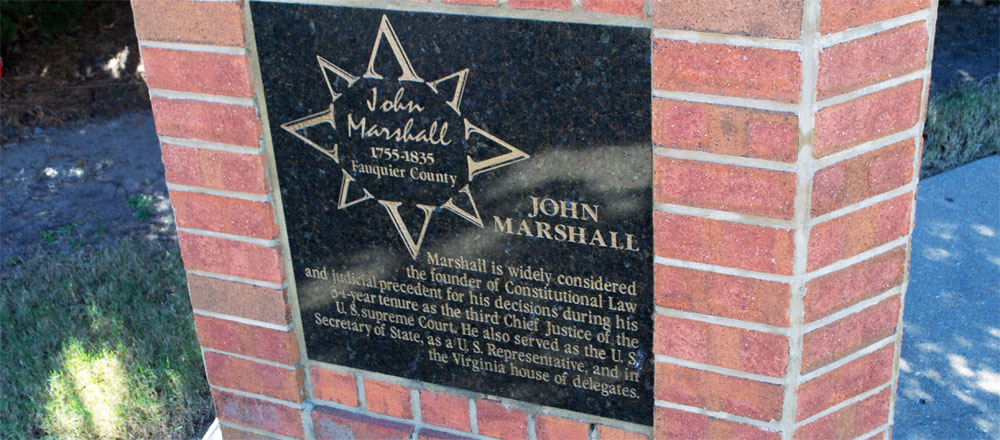 John
Marshall
1755-1835
Fauquier County
JOHN
MARSHALL
Marshall is widely considered
the founder of Constitutional Law
and judicial precedent for his decisions during his
34-year tenure as the third Chief Justice of the
U. S. supreme Court. He also served as the U. S.
Secretary of State, as a U. S. Representative, and in
the Virginia house of delegates.